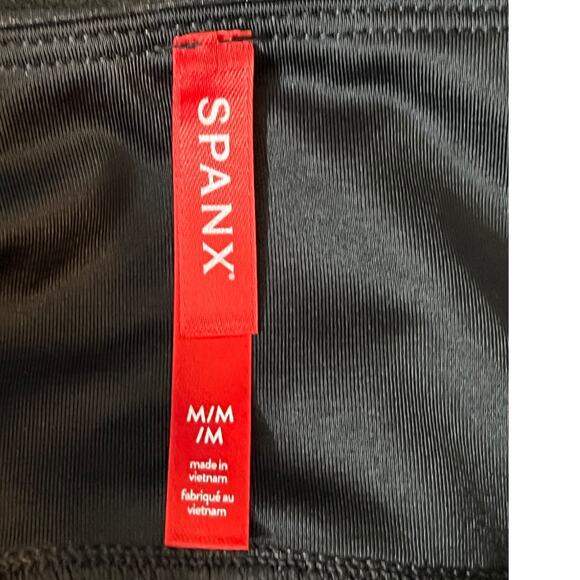 SPANX®
M/M
/M
made in
vietnam
fabriqué au
vietnam